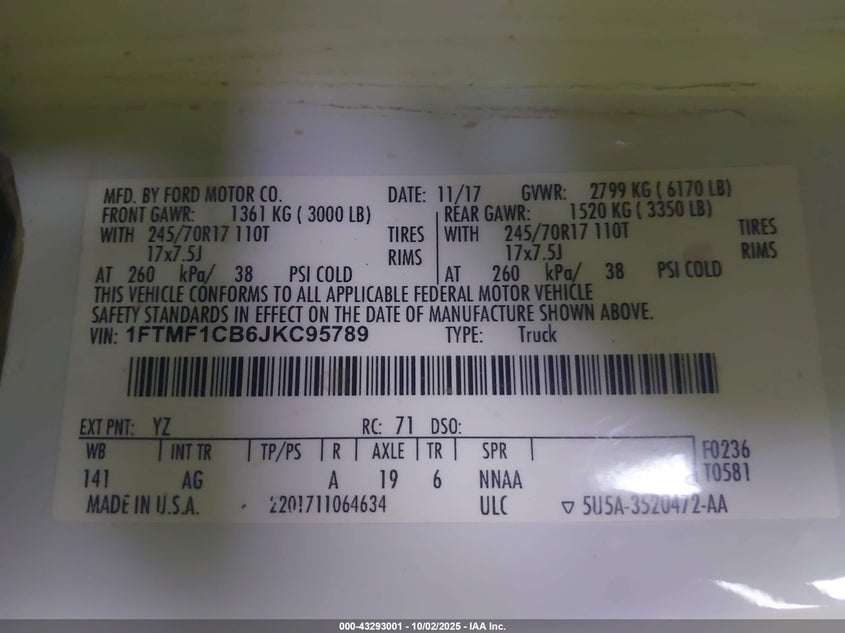 MFD. BY FORD MOTOR CO. DATE: 11/17 GVWR: 2799 KG ( 6170 LB)
FRONT GAWR: 1361 KG ( 3000 LB) REAR GAWR: 1520 KG ( 3350 LB)
WITH 245/70R17 110T TIRES WITH 245/70R17 110T TIRES
17x7.5J RIMS 17x7.5J RIMS
AT 260 kPa/ 38 PSI COLD AT 260 kPa/ 38 PSI COLD
THIS VEHICLE CONFORMS TO ALL APPLICABLE FEDERAL MOTOR VEHICLE
SAFETY STANDARDS IN EFFECT ON THE DATE OF MANUFACTURE SHOWN ABOVE.
VIN: 1FTMF1CB6JKC95789 TYPE: Truck
EXT PNT: YZ RC: 71 DSO:
WB INT TR TP/PS R AXLE TR SPR F0236
141 AG A 19 6 NNAA T0581
MADE IN U.S.A. 2201711064634 ULC ▽ 5U5A-3520472-AA
000-43293001 - 10/02/2025 - IAA Inc.